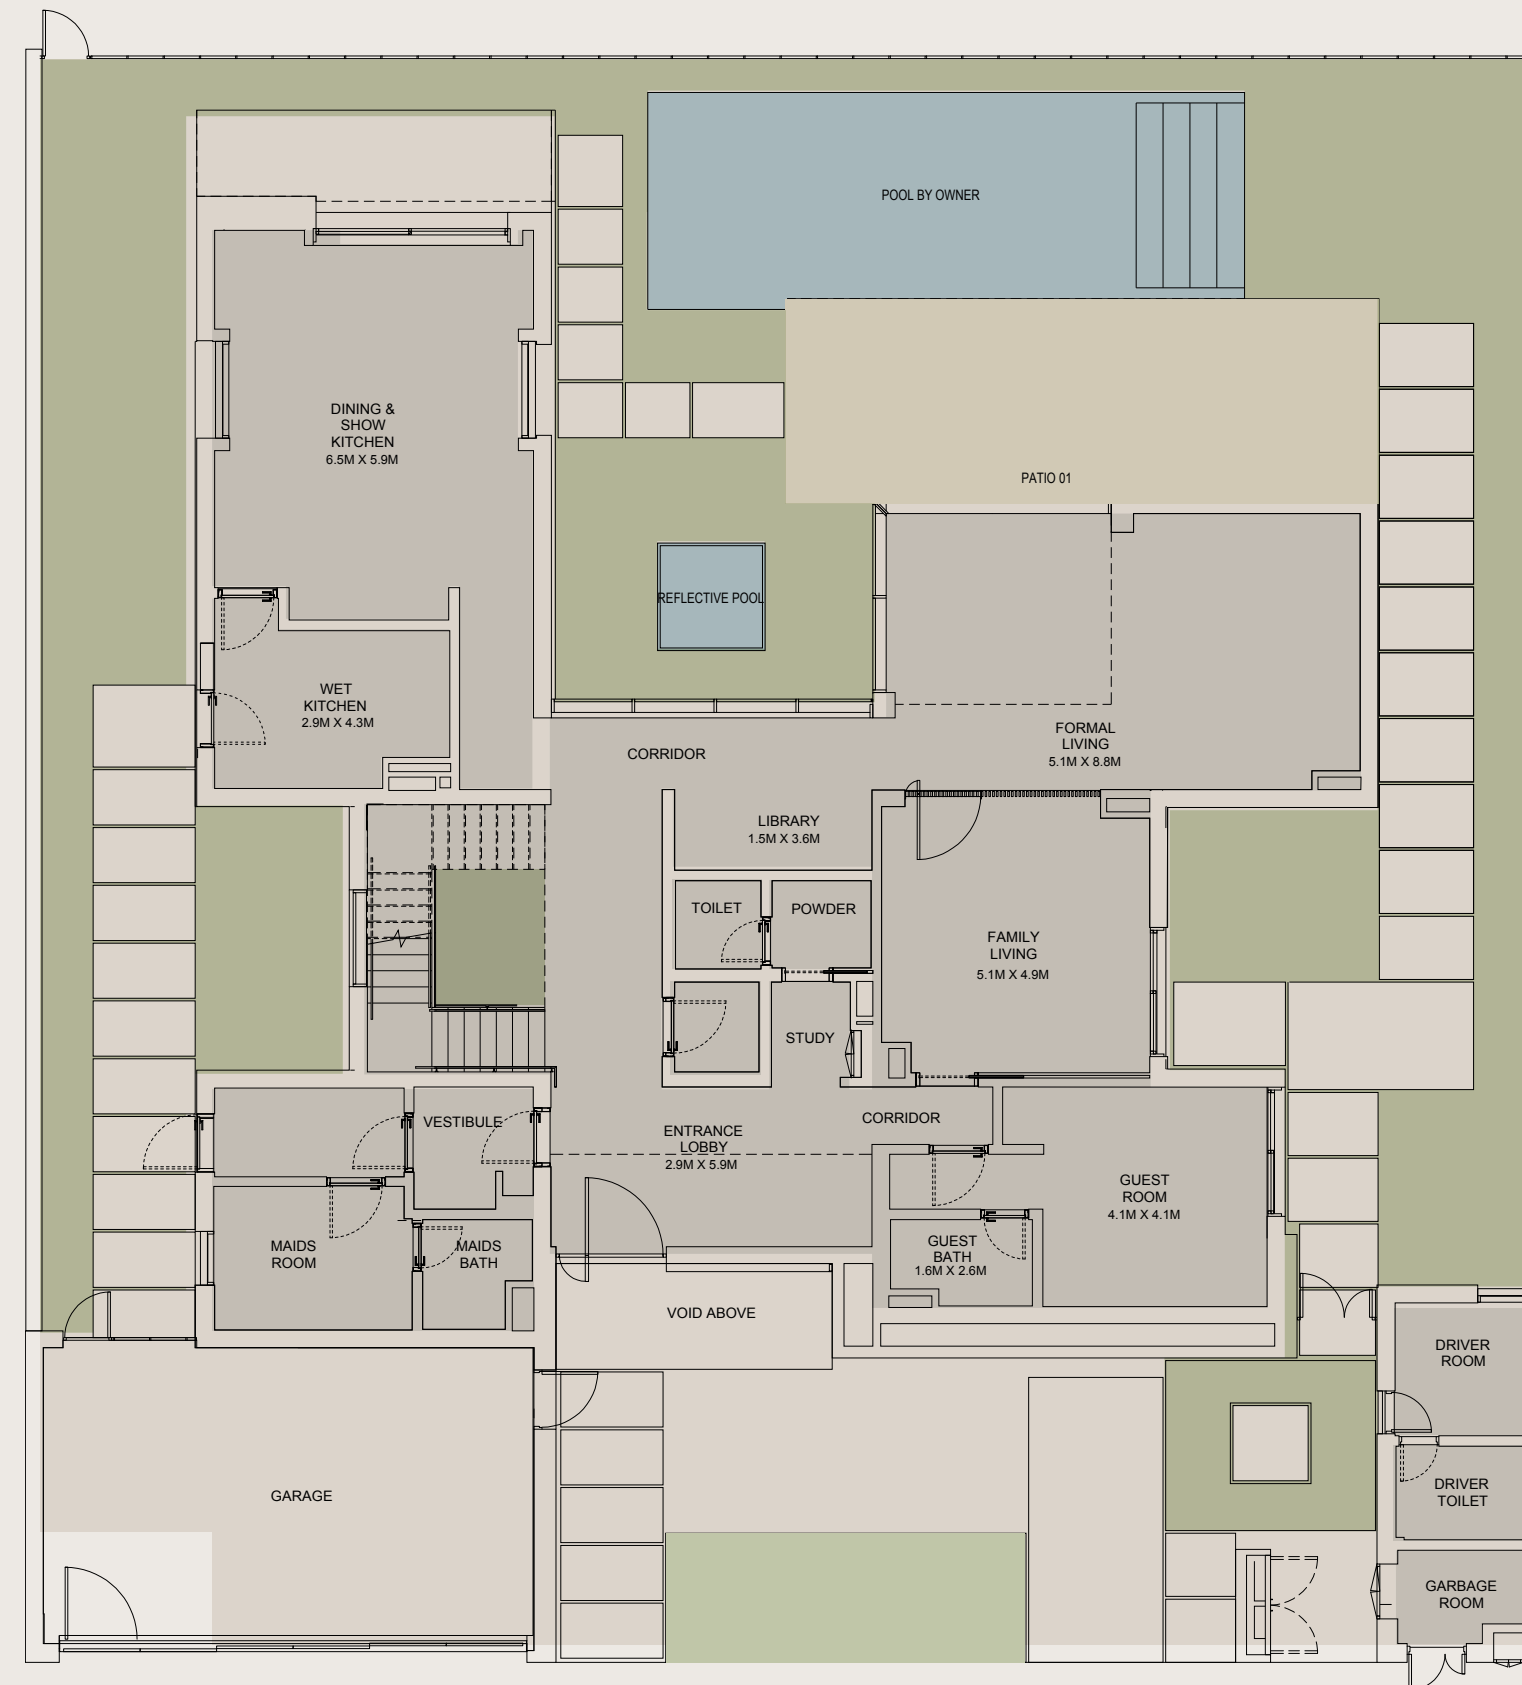 POOL BY OWNER
DINING &
SHOW
KITCHEN
6.5M X 5.9M
PATIO 01
REFLECTIVE POOL
WET
KITCHEN
2.9M X 4.3M
CORRIDOR
FORMAL
LIVING
5.1M X 8.8M
LIBRARY
1.5M X 3.6M
TOILET
POWDER
FAMILY
LIVING
5.1M X 4.9M
STUDY
VESTIBULE
ENTRANCE
LOBBY
2.9M X 5.9M
CORRIDOR
GUEST
ROOM
4.1M X 4.1M
MAIDS
ROOM
MAIDS
BATH
GUEST
BATH
1.6M X 2.6M
VOID ABOVE
DRIVER
ROOM
GARAGE
DRIVER
TOILET
GARBAGE
ROOM